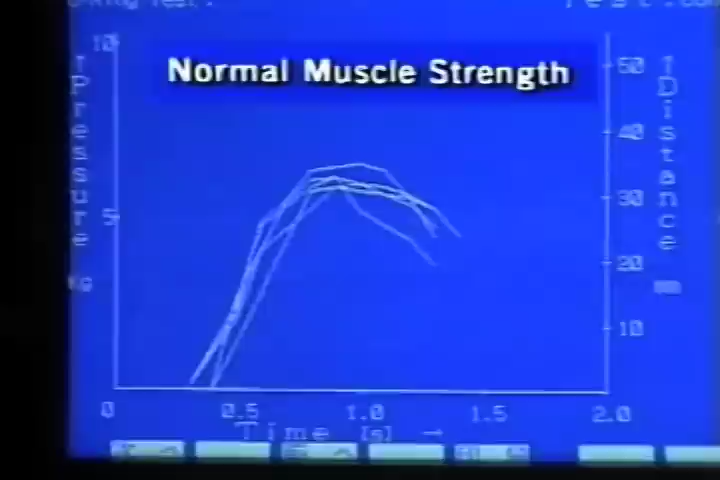 Test:
Normal Muscle Strength
10
↑ Pressure
5
Kg
50
40
30
20
10
↑ Distance
mm
0 0.5 1.0 1.5 2.0
Time [s] →